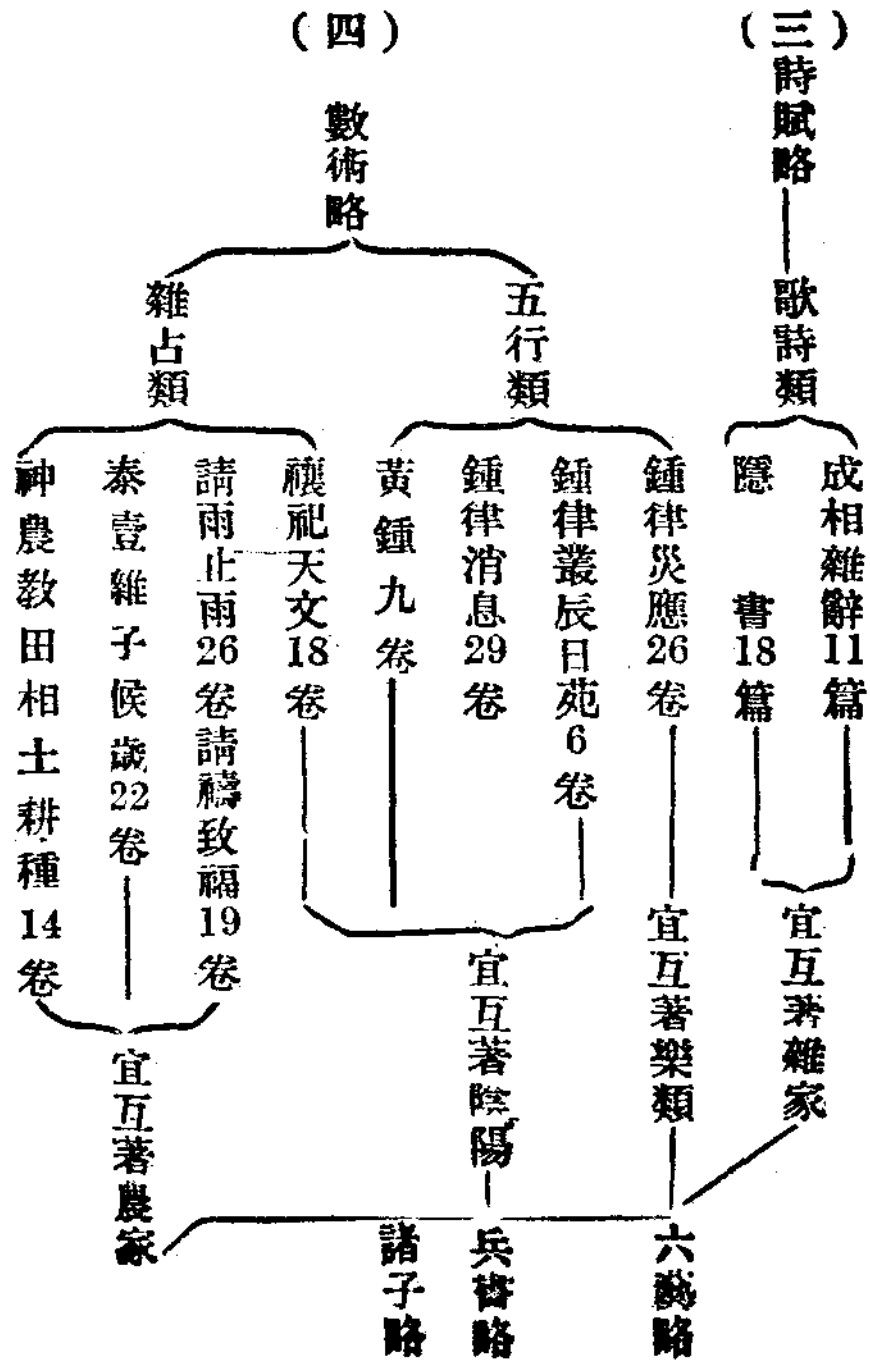 (三)
詩賦略
歌詩類
成相雜辭11篇
隱書18篇
宜互著雜家
(四)
數術略
五行類
鍾律災應26卷
鍾律叢辰日苑6卷
鍾律消息29卷
黃鍾九卷
宜互著樂類
雜占類
禳祀天文18卷
請雨止雨26卷請禱致福19卷
泰壹雜子候歲22卷
神農教田相土耕種14卷
宜互著陰陽
宜互著農家
六藝略
兵書略
諸子略